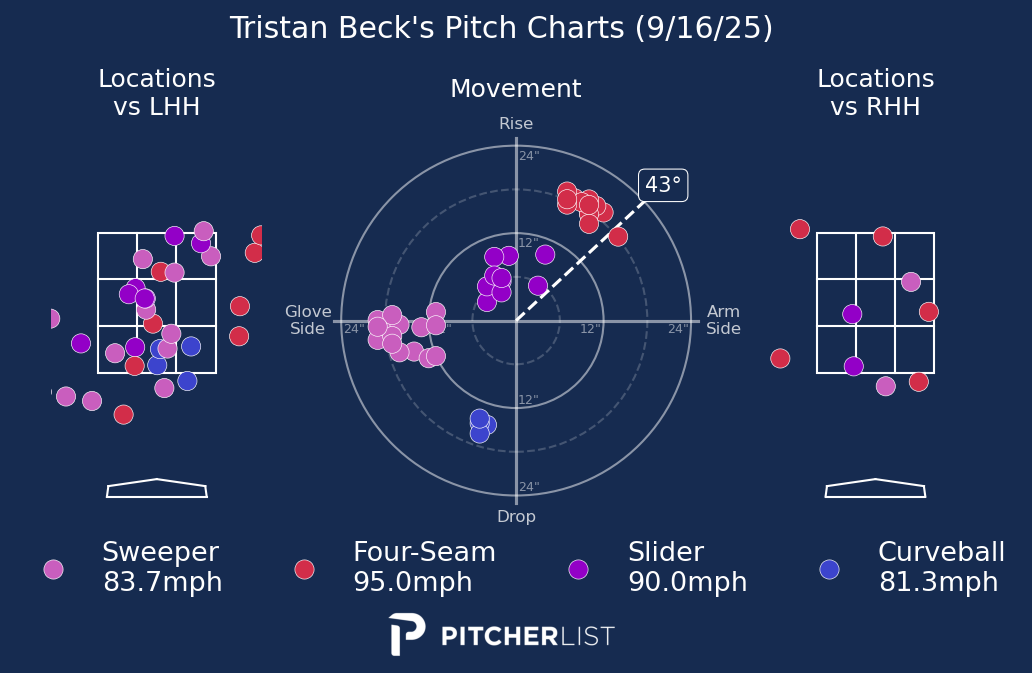 Tristan Beck's Pitch Charts (9/16/25)
Locations
vs LHH
Movement
Locations
vs RHH
Rise
24"
43°
12"
Glove
Side
24"
"
12"
24"
Arm
Side
12"
24"
Drop
Sweeper
83.7mph
Four-Seam
95.0mph
Slider
90.0mph
Curveball
81.3mph
PITCHERLIST